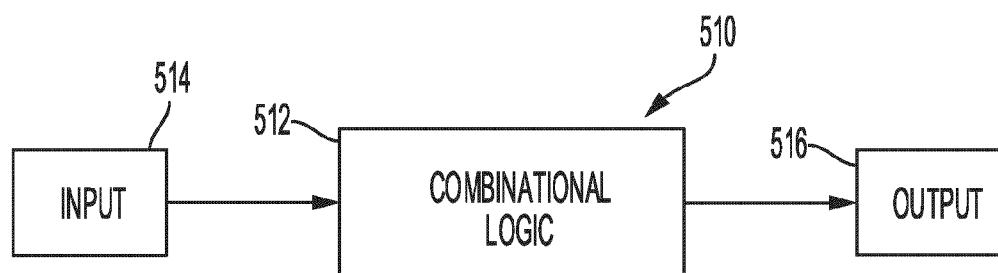 510
514
512
516
INPUT
COMBINATIONAL
LOGIC
OUTPUT